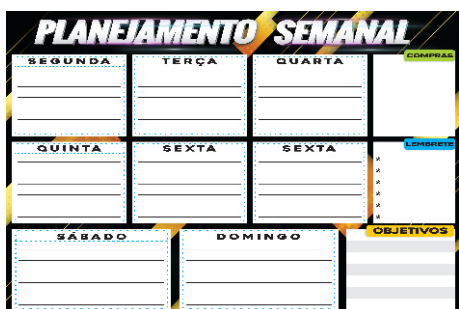 PLANEJAMENTO SEMANAL
SEGUNDA TERÇA QUARTA COMPRAS
QUINTA SEXTA SEXTA LEMBRETE
*
*
*
*
*
*
SÁBADO DOMINGO OBJETIVOS